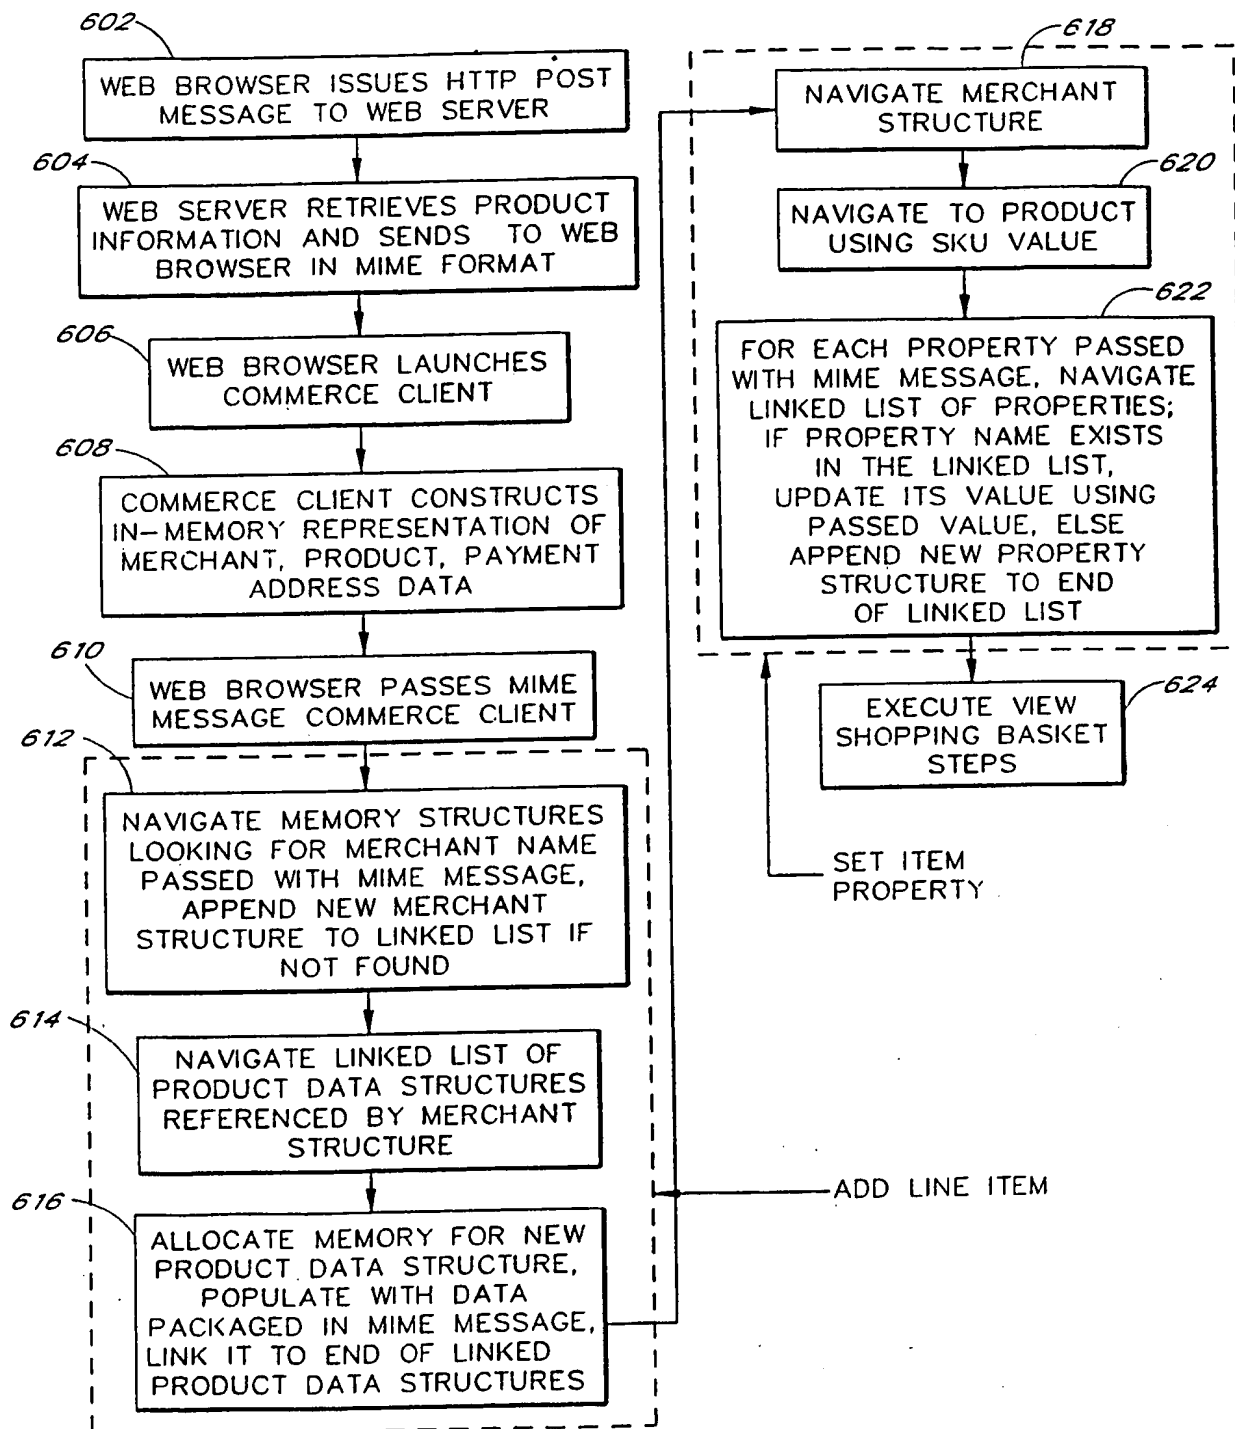 602
WEB BROWSER ISSUES HTTP POST
MESSAGE TO WEB SERVER
604
WEB SERVER RETRIEVES PRODUCT
INFORMATION AND SENDS TO WEB
BROWSER IN MIME FORMAT
606
WEB BROWSER LAUNCHES
COMMERCE CLIENT
608
COMMERCE CLIENT CONSTRUCTS
IN-MEMORY REPRESENTATION OF
MERCHANT, PRODUCT, PAYMENT
ADDRESS DATA
610
WEB BROWSER PASSES MIME
MESSAGE COMMERCE CLIENT
612
NAVIGATE MEMORY STRUCTURES
LOOKING FOR MERCHANT NAME
PASSED WITH MIME MESSAGE,
APPEND NEW MERCHANT
STRUCTURE TO LINKED LIST IF
NOT FOUND
614
NAVIGATE LINKED LIST OF
PRODUCT DATA STRUCTURES
REFERENCED BY MERCHANT
STRUCTURE
616
ALLOCATE MEMORY FOR NEW
PRODUCT DATA STRUCTURE,
POPULATE WITH DATA
PACKAGED IN MIME MESSAGE,
LINK IT TO END OF LINKED
PRODUCT DATA STRUCTURES
ADD LINE ITEM
618
NAVIGATE MERCHANT
STRUCTURE
620
NAVIGATE TO PRODUCT
USING SKU VALUE
622
FOR EACH PROPERTY PASSED
WITH MIME MESSAGE, NAVIGATE
LINKED LIST OF PROPERTIES;
IF PROPERTY NAME EXISTS
IN THE LINKED LIST,
UPDATE ITS VALUE USING
PASSED VALUE, ELSE
APPEND NEW PROPERTY
STRUCTURE TO END
OF LINKED LIST
624
EXECUTE VIEW
SHOPPING BASKET
STEPS
SET ITEM
PROPERTY